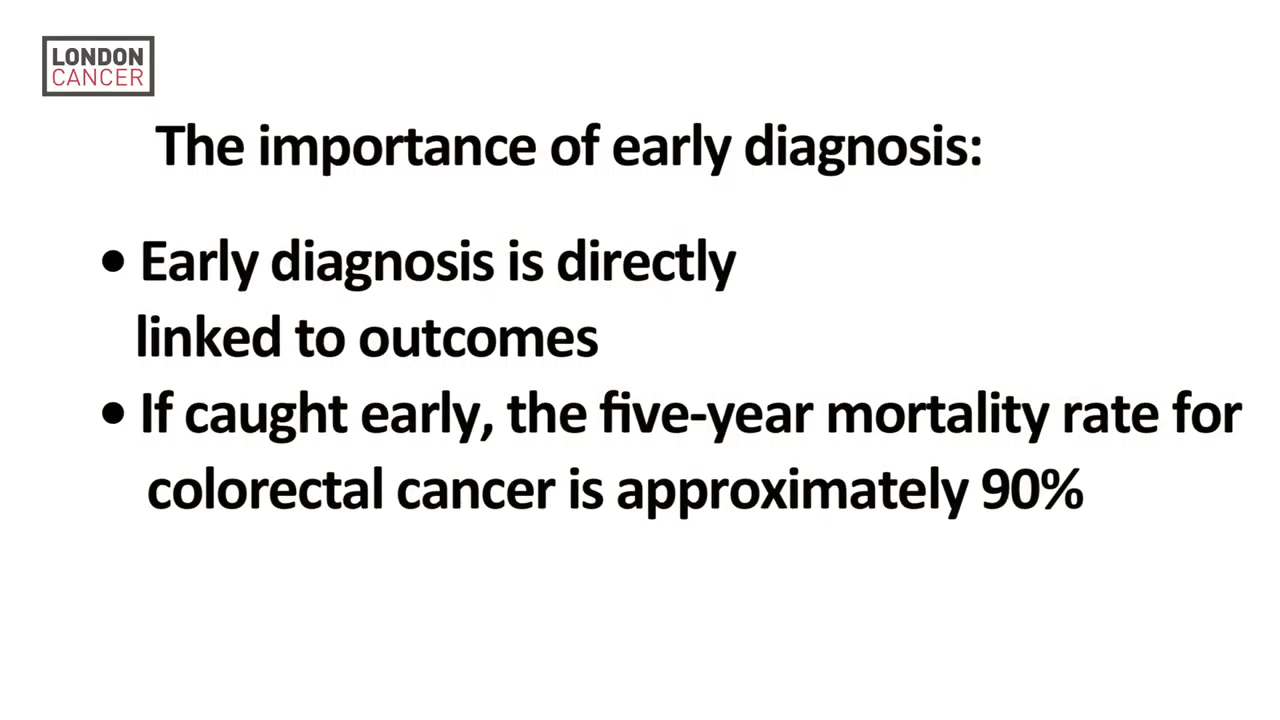 LONDON
CANCER
The importance of early diagnosis:
• Early diagnosis is directly
linked to outcomes
• If caught early, the five-year mortality rate for
colorectal cancer is approximately 90%